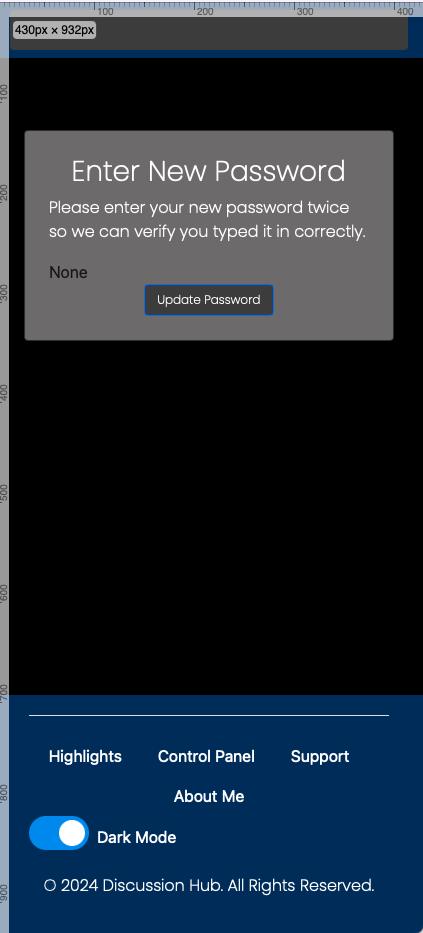 100 200 300 400
430px × 932px
100
Enter New Password
200
Please enter your new password twice
so we can verify you typed it in correctly.
None
300
Update Password
400
500
600
700
Highlights Control Panel Support
800
About Me
Dark Mode
© 2024 Discussion Hub. All Rights Reserved.
900